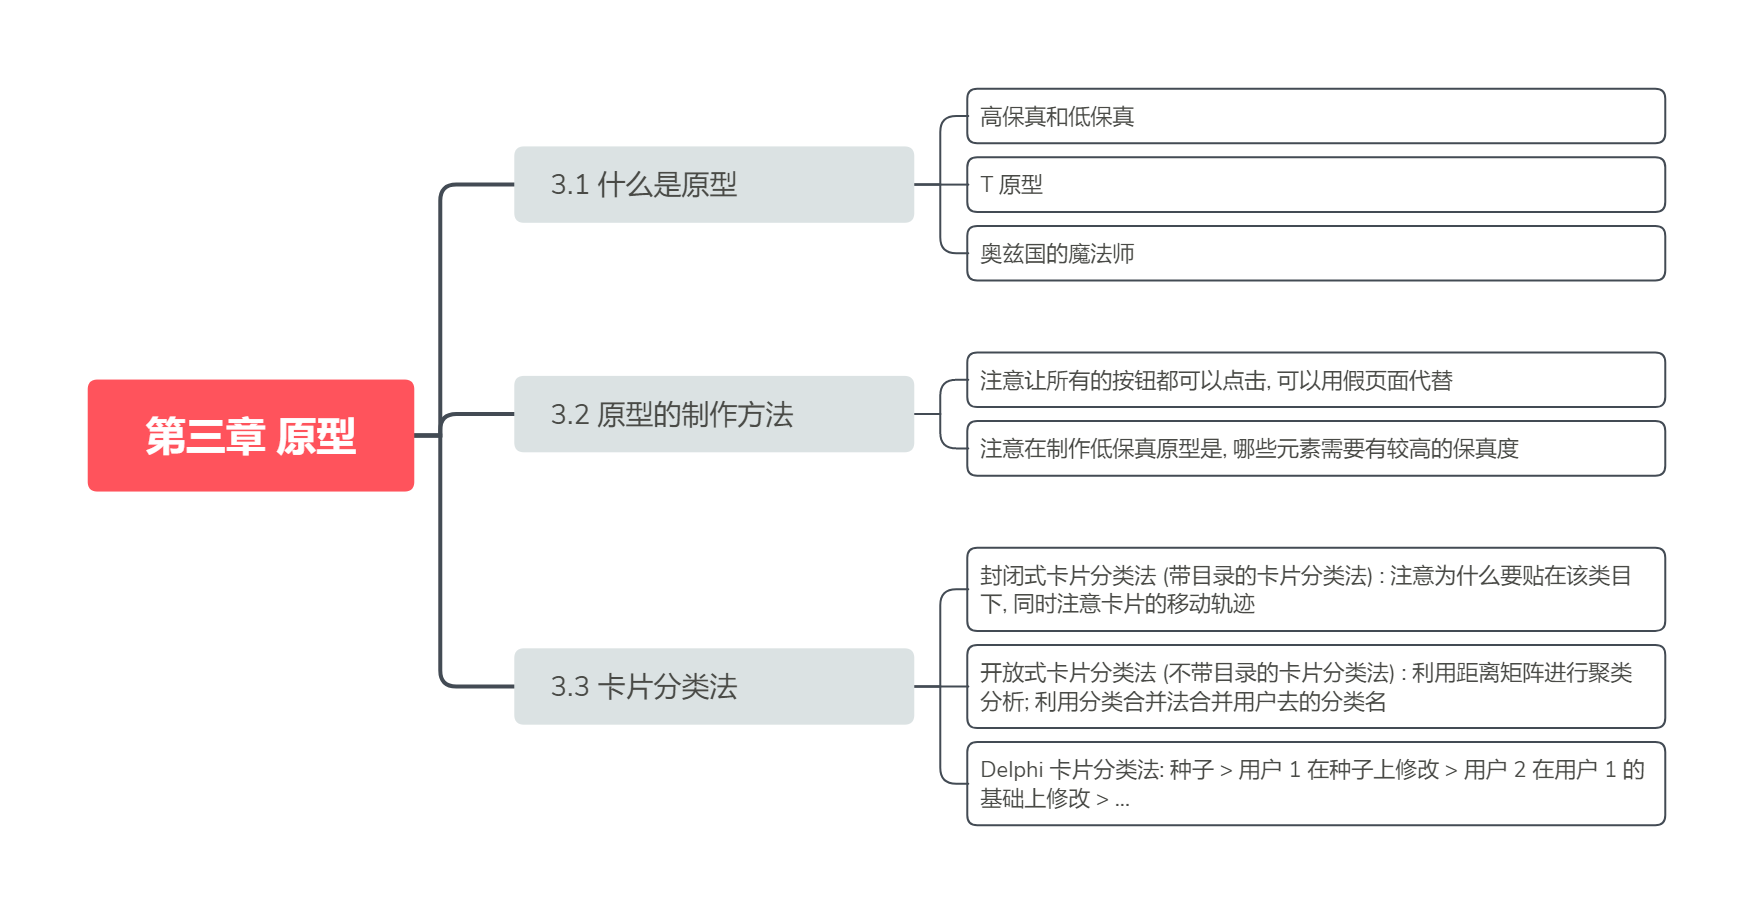 第三章 原型
3.1 什么是原型
高保真和低保真
T 原型
奥兹国的魔法师
3.2 原型的制作方法
注意让所有的按钮都可以点击, 可以用假页面代替
注意在制作低保真原型是, 哪些元素需要有较高的保真度
3.3 卡片分类法
封闭式卡片分类法 (带目录的卡片分类法) : 注意为什么要贴在该类目
下, 同时注意卡片的移动轨迹
开放式卡片分类法 (不带目录的卡片分类法) : 利用距离矩阵进行聚类
分析; 利用分类合并法合并用户去的分类名
Delphi 卡片分类法: 种子 > 用户 1 在种子上修改 > 用户 2 在用户 1 的
基础上修改 > ...